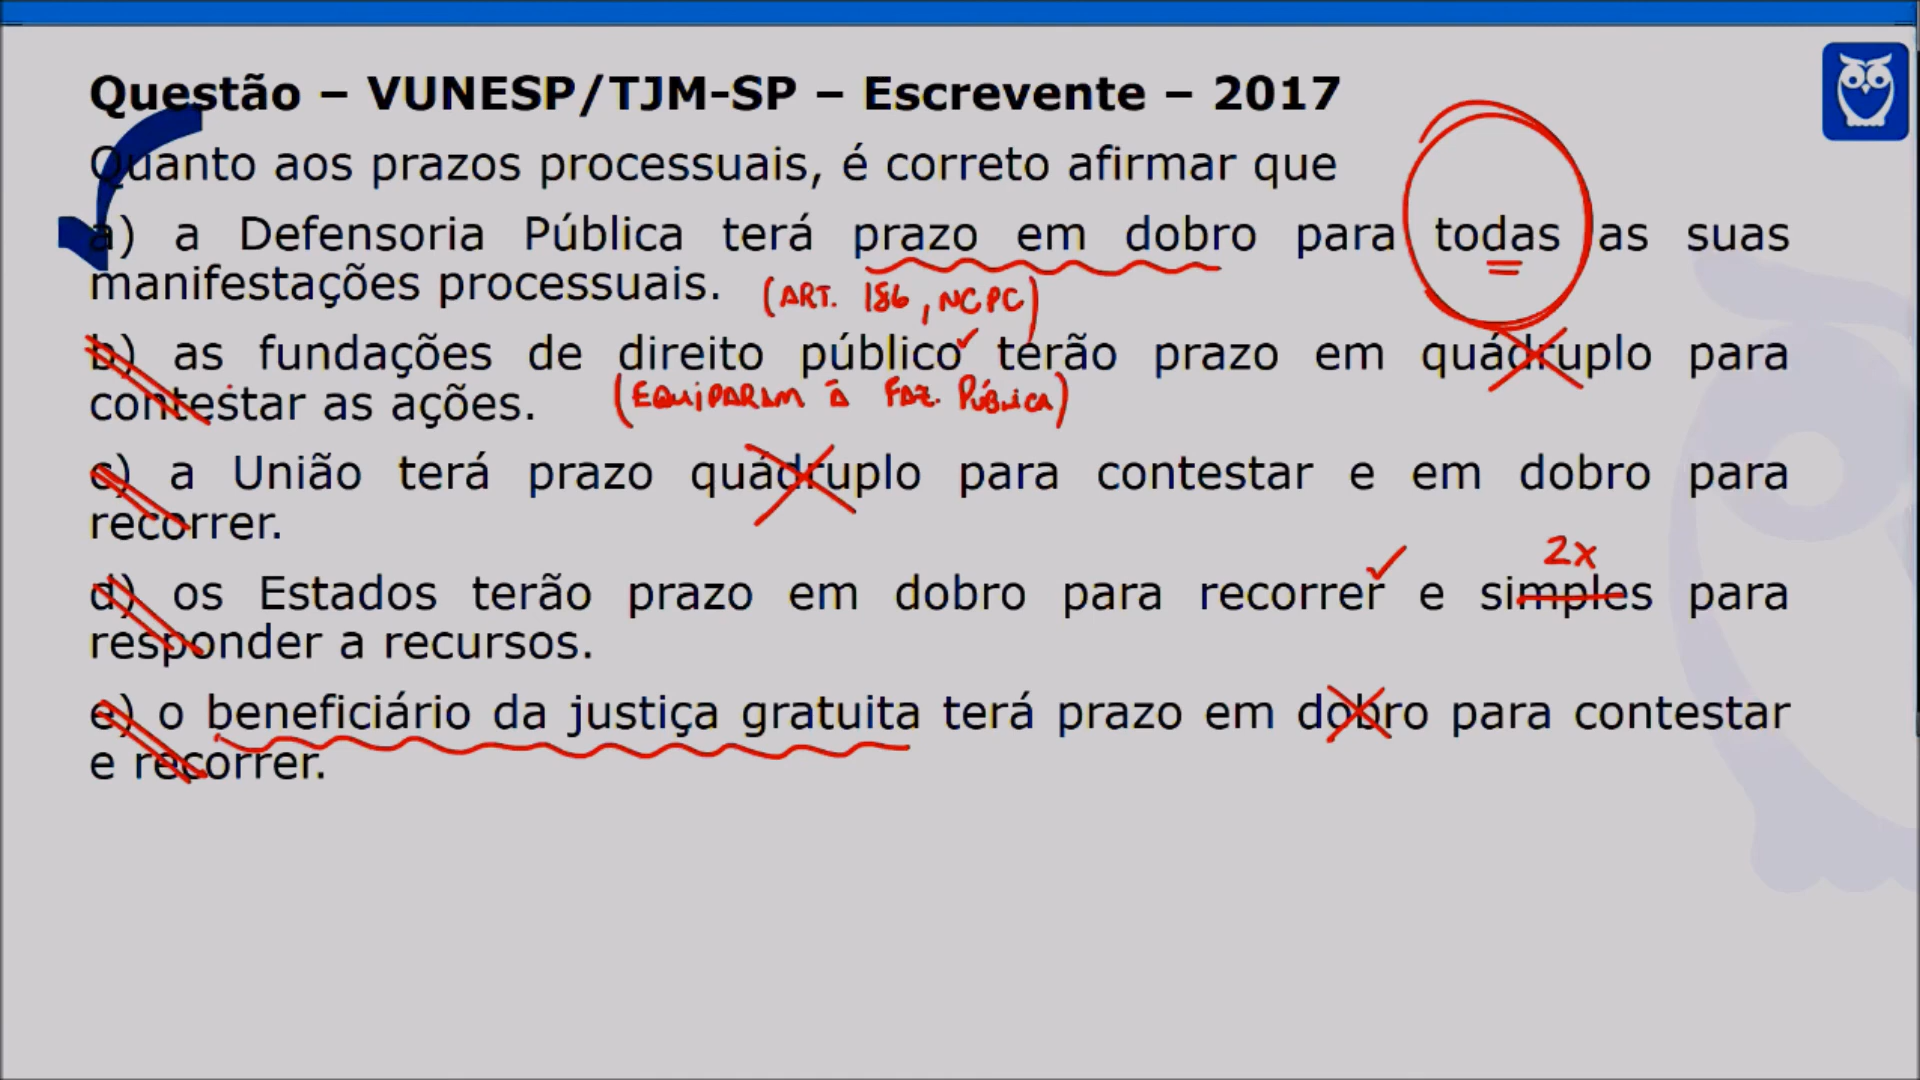 Questão – VUNESP/TJM-SP – Escrevente – 2017
Quanto aos prazos processuais, é correto afirmar que
a) a Defensoria Pública terá prazo em dobro para todas as suas
manifestações processuais. (ART. 186, NCPC)
b) as fundações de direito público terão prazo em quádruplo para
contestar as ações. (EQUIPARAM À FAZ. PÚBLICA)
c) a União terá prazo quádruplo para contestar e em dobro para
recorrer.
2x
d) os Estados terão prazo em dobro para recorrer e simples para
responder a recursos.
e) o beneficiário da justiça gratuita terá prazo em dobro para contestar
e recorrer.